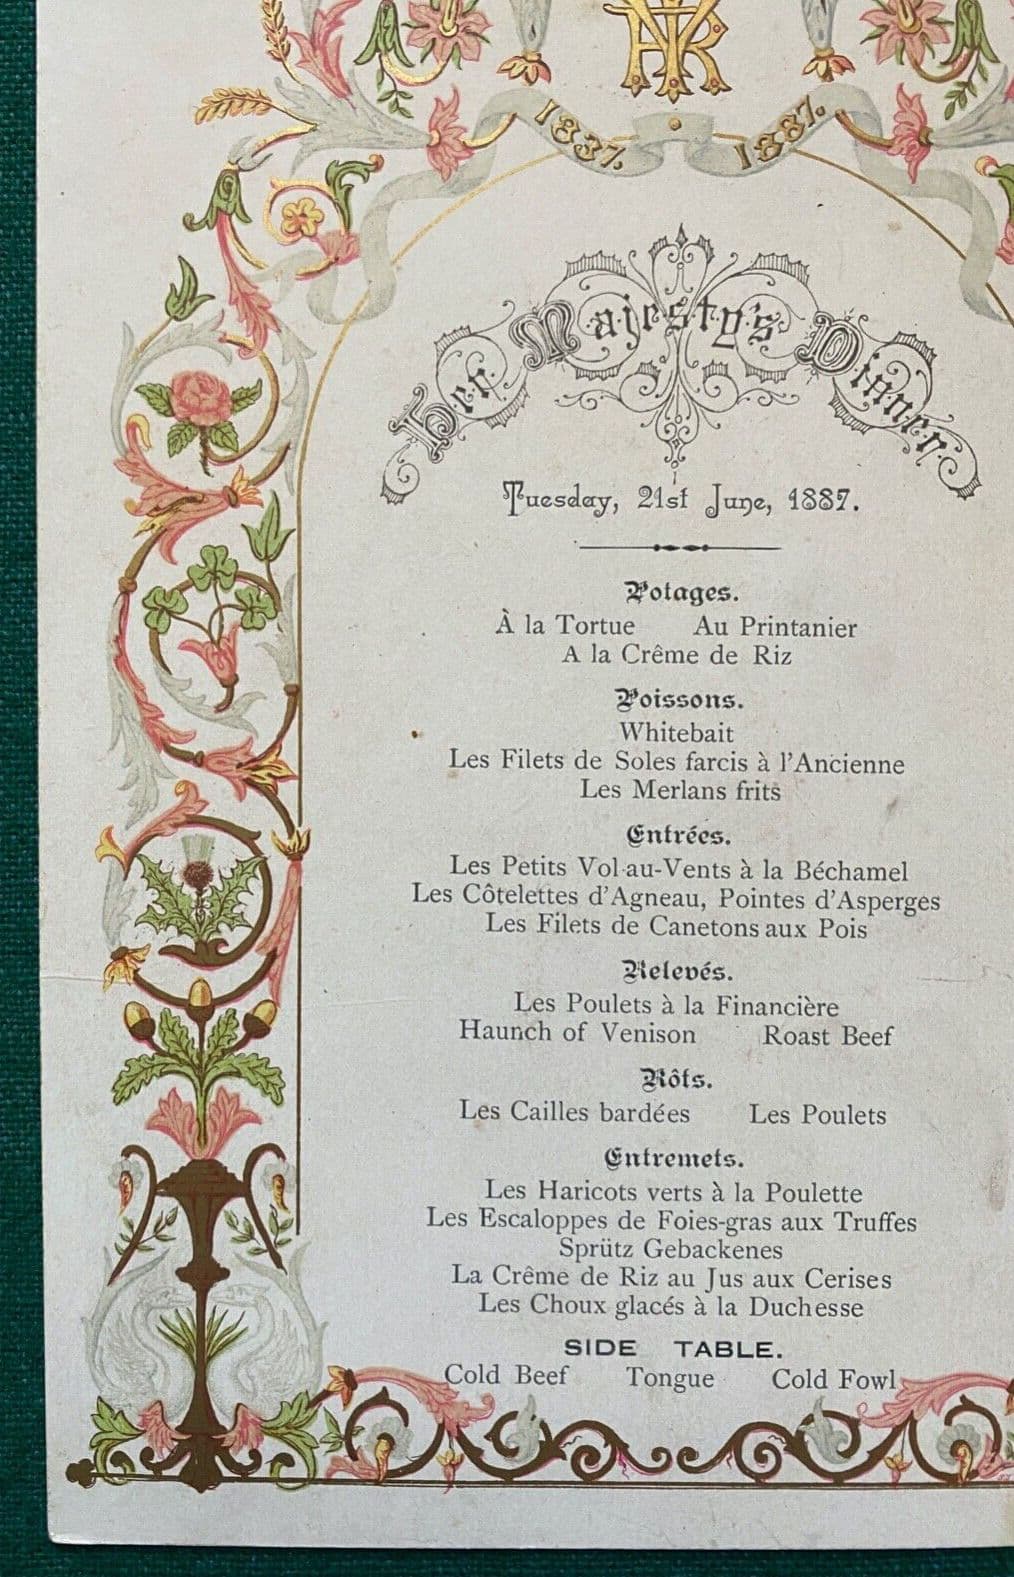 VRI
1837. 1887.
Her Majesty's Dinner
Tuesday, 21st June, 1887.
Potages.
À la Tortue Au Printanier
A la Crême de Riz
Poissons.
Whitebait
Les Filets de Soles farcis à l'Ancienne
Les Merlans frits
Entrées.
Les Petits Vol-au-Vents à la Béchamel
Les Côtelettes d'Agneau, Pointes d'Asperges
Les Filets de Canetons aux Pois
Relevés.
Les Poulets à la Financière
Haunch of Venison Roast Beef
Rôts.
Les Cailles bardées Les Poulets
Entremets.
Les Haricots verts à la Poulette
Les Escaloppes de Foies-gras aux Truffes
Sprütz Gebackenes
La Crême de Riz au Jus aux Cerises
Les Choux glacés à la Duchesse
SIDE TABLE.
Cold Beef Tongue Cold Fowl